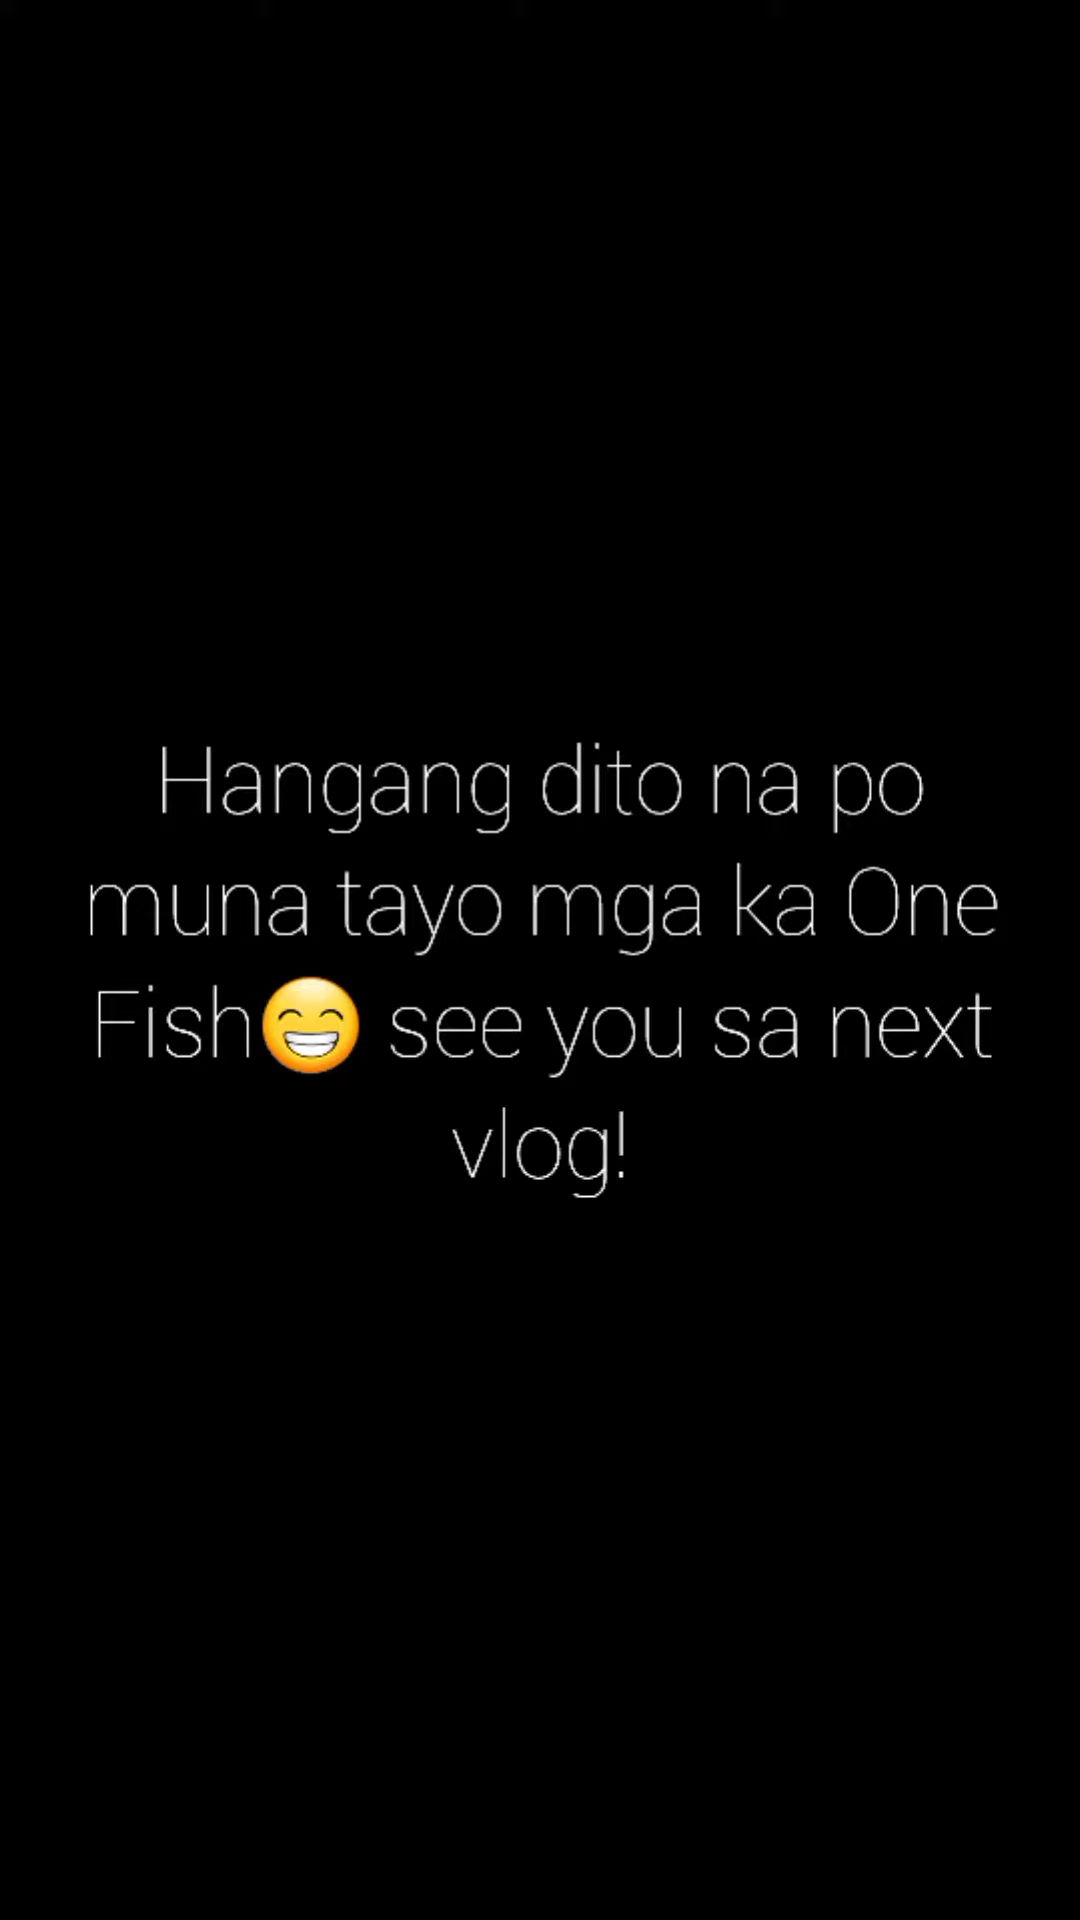 Hangang dito na po
muna tayo mga ka One
Fish😁 see you sa next
vlog!